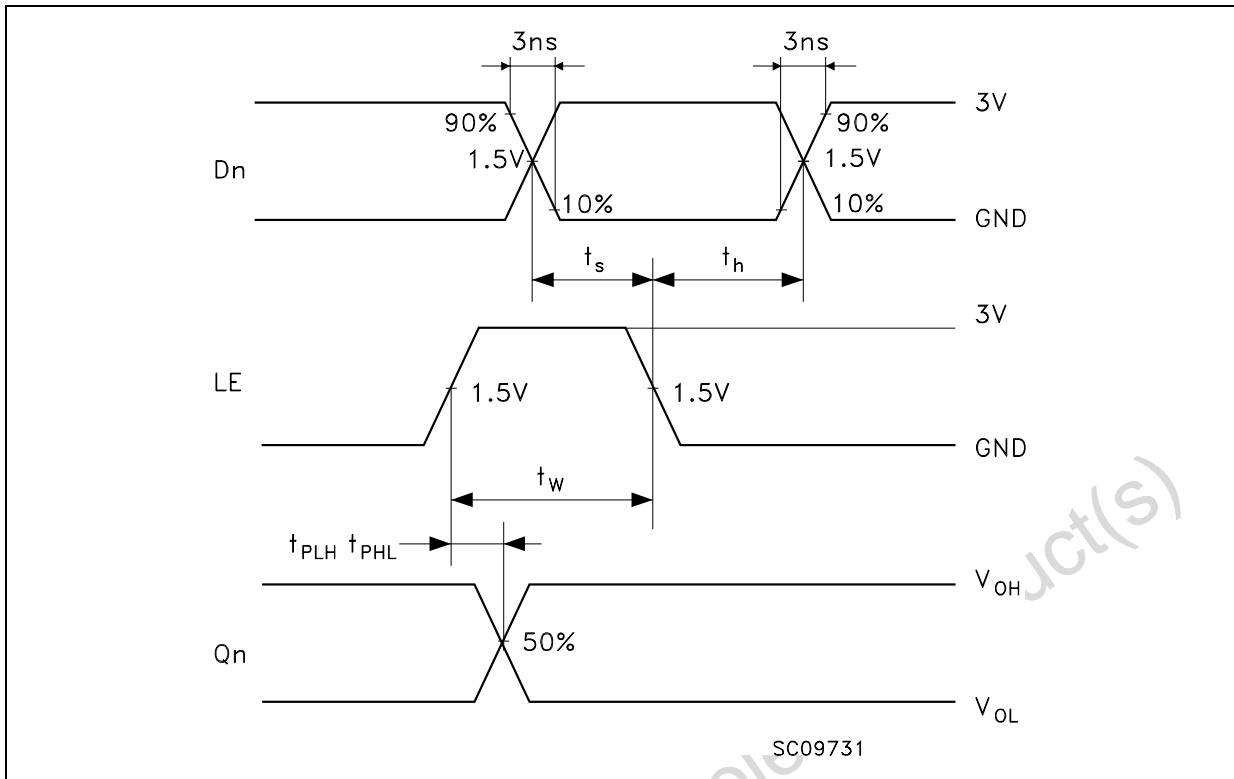 3ns 3ns
3V
90% 90%
Dn 1.5V 1.5V
10% 10%
GND
ts th
3V
LE 1.5V 1.5V
GND
tW
tPLH tPHL
VOH
Qn 50%
VOL
SC09731